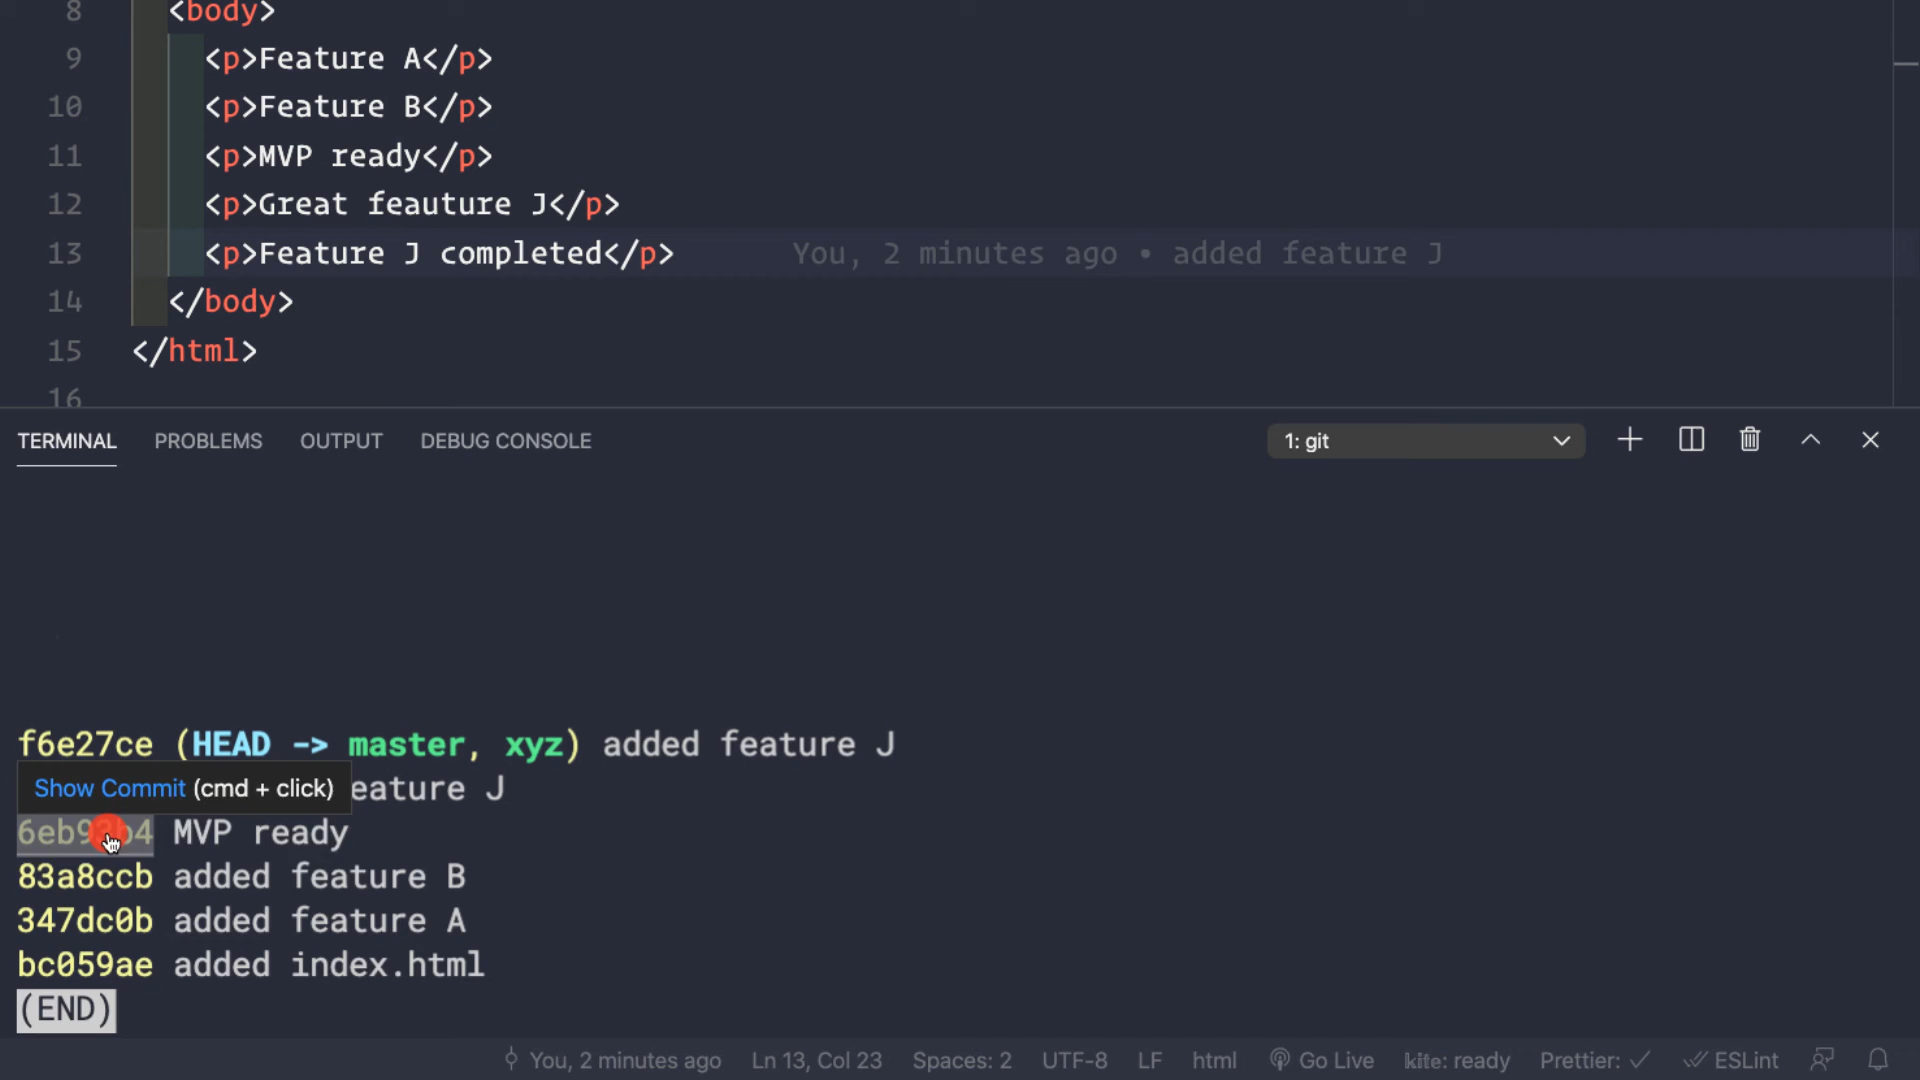 8 <body>
9 <p>Feature A</p>
10 <p>Feature B</p>
11 <p>MVP ready</p>
12 <p>Great feauture J</p>
13 <p>Feature J completed</p> You, 2 minutes ago • added feature J
14 </body>
15 </html>
16
TERMINAL PROBLEMS OUTPUT DEBUG CONSOLE 1: git
f6e27ce (HEAD -> master, xyz) added feature J
Show Commit (cmd + click) eature J
MVP ready
83a8ccb added feature B
347dc0b added feature A
bc059ae added index.html
(END)
You, 2 minutes ago Ln 13, Col 23 Spaces: 2 UTF-8 LF html Go Live kite: ready Prettier: ✓ ESLint